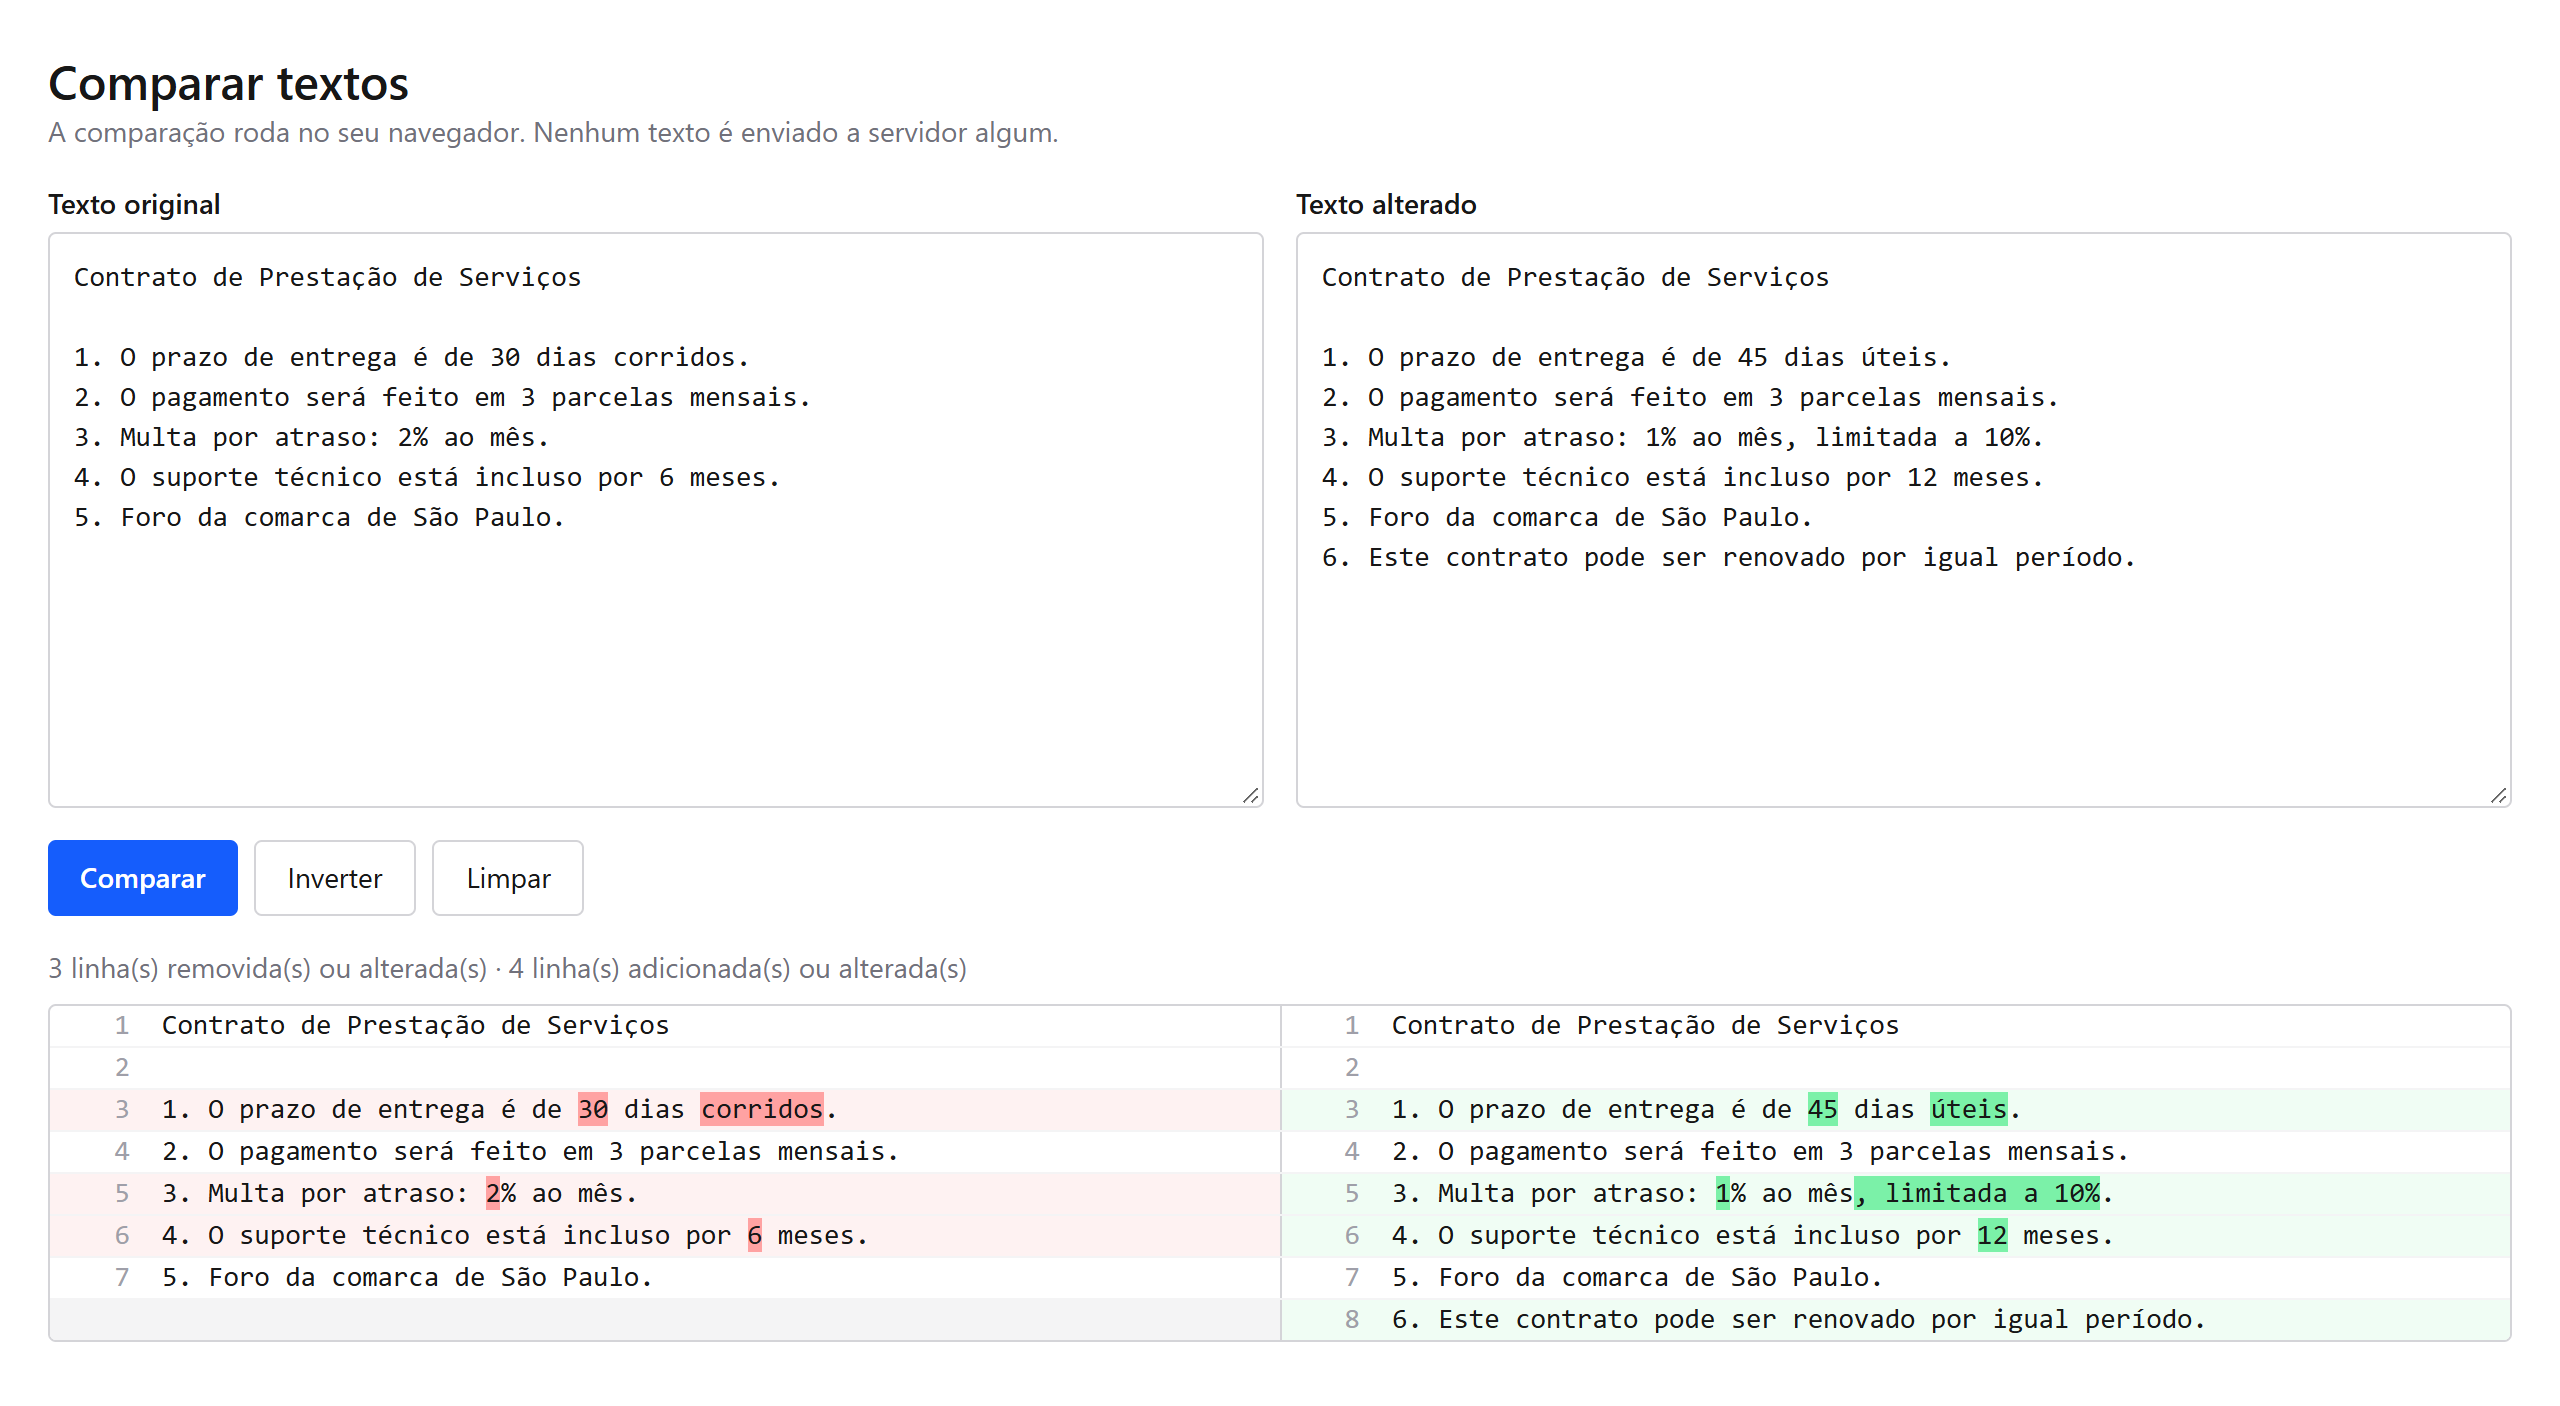 Comparar textos
A comparação roda no seu navegador. Nenhum texto é enviado a servidor algum.
Texto original
Contrato de Prestação de Serviços
1. O prazo de entrega é de 30 dias corridos.
2. O pagamento será feito em 3 parcelas mensais.
3. Multa por atraso: 2% ao mês.
4. O suporte técnico está incluso por 6 meses.
5. Foro da comarca de São Paulo.
Texto alterado
Contrato de Prestação de Serviços
1. O prazo de entrega é de 45 dias úteis.
2. O pagamento será feito em 3 parcelas mensais.
3. Multa por atraso: 1% ao mês, limitada a 10%.
4. O suporte técnico está incluso por 12 meses.
5. Foro da comarca de São Paulo.
6. Este contrato pode ser renovado por igual período.
Comparar
Inverter
Limpar
3 linha(s) removida(s) ou alterada(s) · 4 linha(s) adicionada(s) ou alterada(s)
1 Contrato de Prestação de Serviços
2
3 1. O prazo de entrega é de 30 dias corridos.
4 2. O pagamento será feito em 3 parcelas mensais.
5 3. Multa por atraso: 2% ao mês.
6 4. O suporte técnico está incluso por 6 meses.
7 5. Foro da comarca de São Paulo.
1 Contrato de Prestação de Serviços
2
3 1. O prazo de entrega é de 45 dias úteis.
4 2. O pagamento será feito em 3 parcelas mensais.
5 3. Multa por atraso: 1% ao mês, limitada a 10%.
6 4. O suporte técnico está incluso por 12 meses.
7 5. Foro da comarca de São Paulo.
8 6. Este contrato pode ser renovado por igual período.